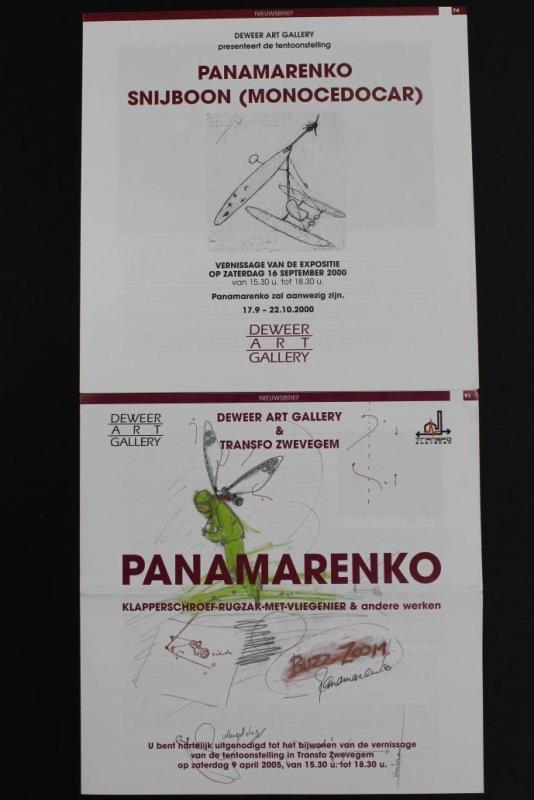 NIEUWSBRIEF 74
DEWEER ART GALLERY
presenteert de tentoonstelling
PANAMARENKO
SNIJBOON (MONOCEDOCAR)
VERNISSAGE VAN DE EXPOSITIE
OP ZATERDAG 16 SEPTEMBER 2000
van 15.30 u. tot 18.30 u.
Panamarenko zal aanwezig zijn.
17.9 – 22.10.2000
DEWEER
ART
GALLERY
NIEUWSBRIEF 91
DEWEER
ART
GALLERY
DEWEER ART GALLERY
&
TRANSFO ZWEVEGEM
Transfo
ZWEVEGEM
PANAMARENKO
KLAPPERSCHROEF-RUGZAK-MET-VLIEGENIER & andere werken
BUZZ-ZOOM
Panamarenko
U bent hartelijk uitgenodigd tot het bijwonen van de vernissage
van de tentoonstelling in Transfo Zwevegem
op zaterdag 9 april 2005, van 15.30 u. tot 18.30 u.